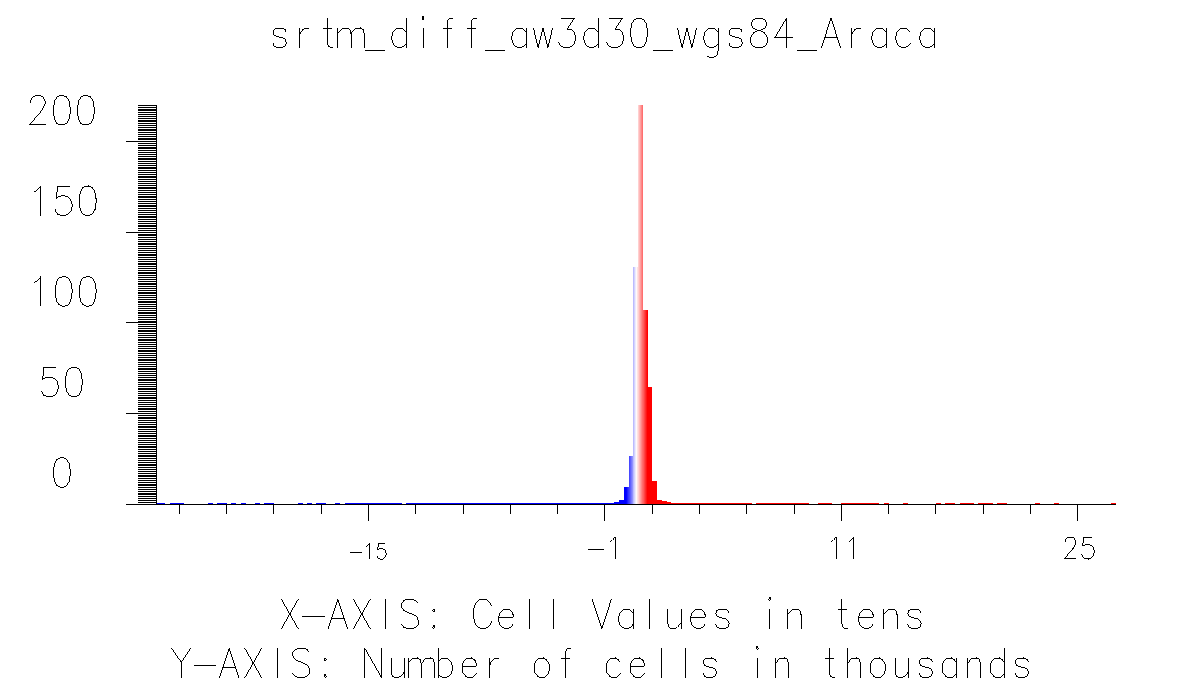 srtm_diff_aw3d30_wgs84_Araca
200
150
100
50
0
-15 -1 11 25
X-AXIS: Cell Values in tens
Y-AXIS: Number of cells in thousands